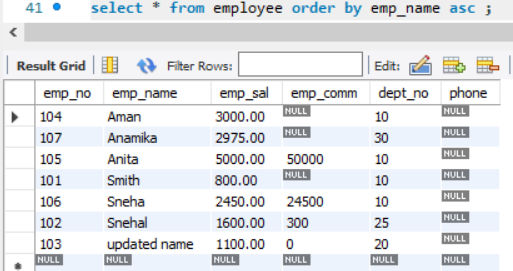 41 select * from employee order by emp_name asc ;
Result Grid Filter Rows: Edit:
emp_no emp_name emp_sal emp_comm dept_no phone
104 Aman 3000.00 NULL 10 NULL
107 Anamika 2975.00 NULL 30 NULL
105 Anita 5000.00 50000 10 NULL
101 Smith 800.00 NULL 10 NULL
106 Sneha 2450.00 24500 10 NULL
102 Snehal 1600.00 300 25 NULL
103 updated name 1100.00 0 20 NULL
NULL NULL NULL NULL NULL NULL